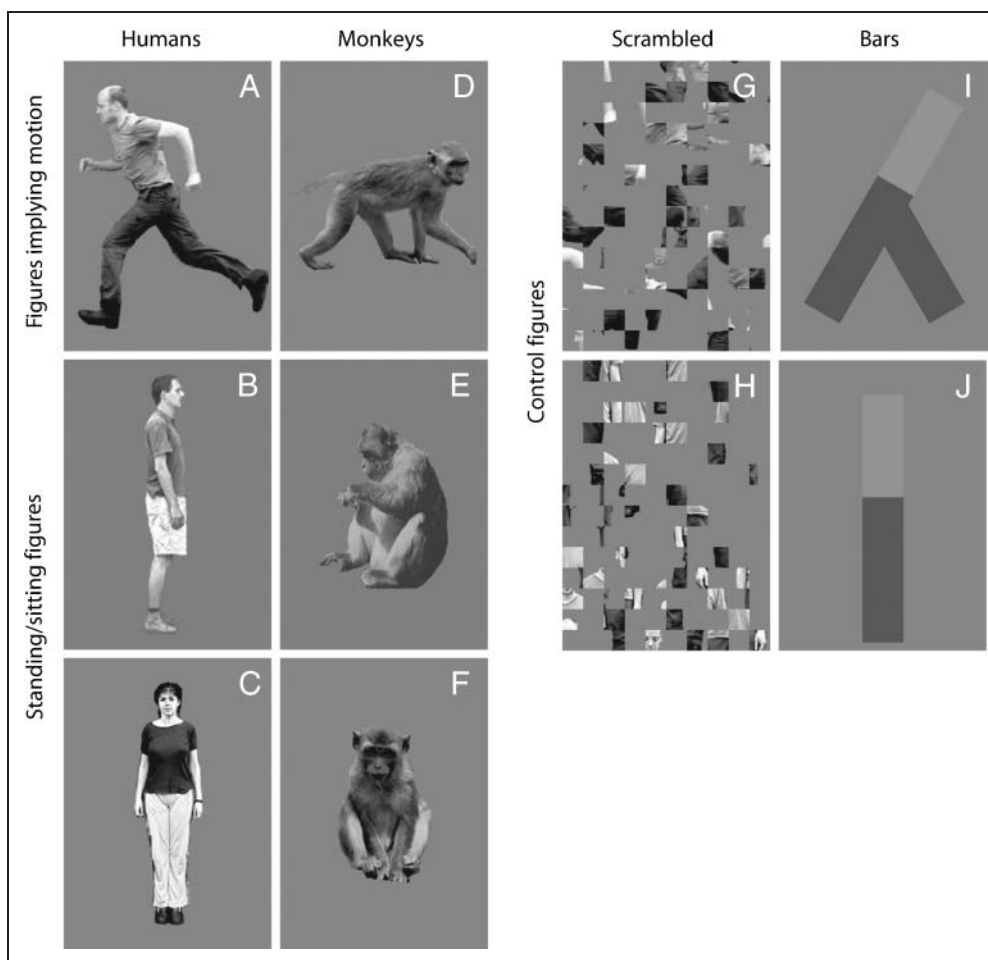 Humans
Monkeys
Scrambled
Bars
Figures implying motion
A
D
Control figures
G
I
Standing/sitting figures
B
E
H
J
C
F